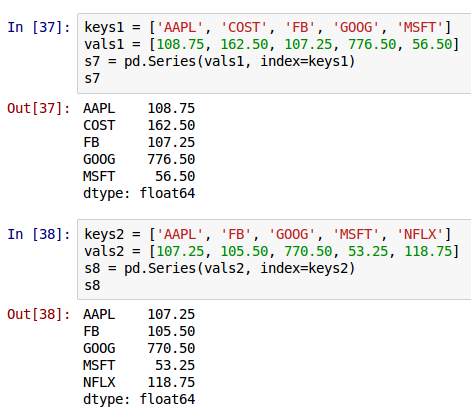 In [37]: keys1 = ['AAPL', 'COST', 'FB', 'GOOG', 'MSFT']
vals1 = [108.75, 162.50, 107.25, 776.50, 56.50]
s7 = pd.Series(vals1, index=keys1)
s7
Out[37]: AAPL 108.75
COST 162.50
FB 107.25
GOOG 776.50
MSFT 56.50
dtype: float64
In [38]: keys2 = ['AAPL', 'FB', 'GOOG', 'MSFT', 'NFLX']
vals2 = [107.25, 105.50, 770.50, 53.25, 118.75]
s8 = pd.Series(vals2, index=keys2)
s8
Out[38]: AAPL 107.25
FB 105.50
GOOG 770.50
MSFT 53.25
NFLX 118.75
dtype: float64